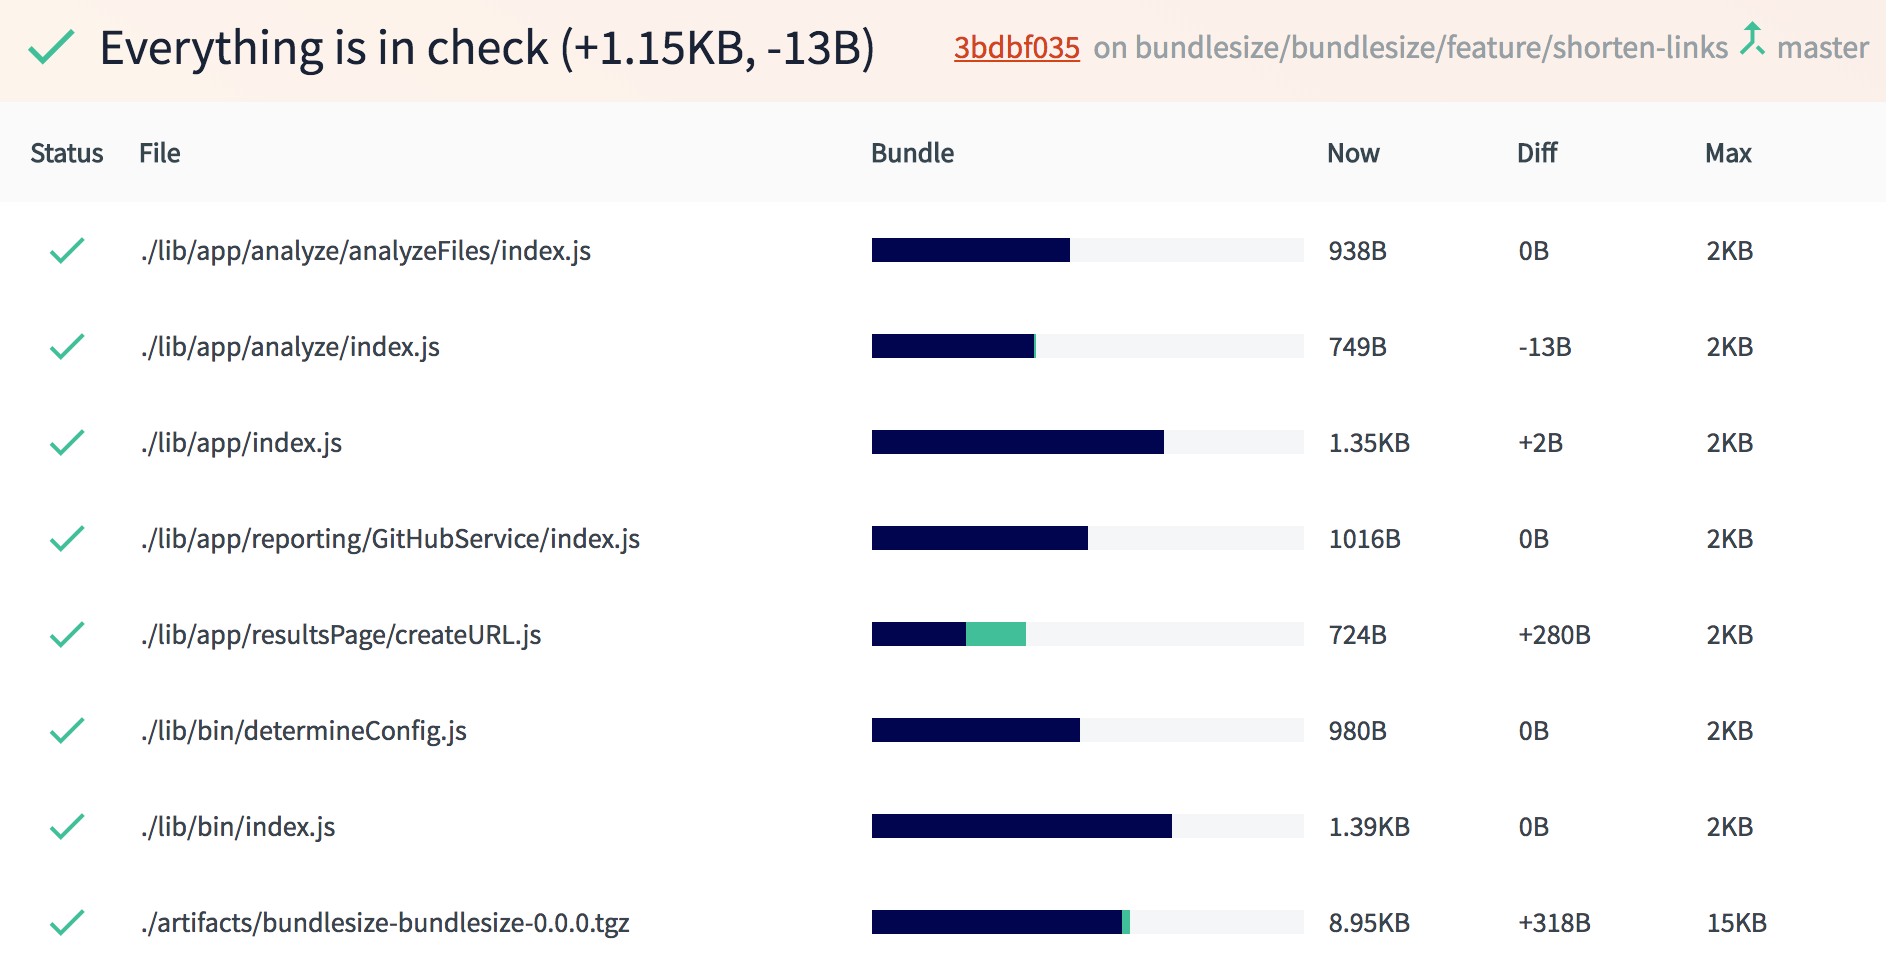 Everything is in check (+1.15KB, -13B) 3bdbf035 on bundlesize/bundlesize/feature/shorten-links master
Status File Bundle Now Diff Max
./lib/app/analyze/analyzeFiles/index.js 938B 0B 2KB
./lib/app/analyze/index.js 749B -13B 2KB
./lib/app/index.js 1.35KB +2B 2KB
./lib/app/reporting/GitHubService/index.js 1016B 0B 2KB
./lib/app/resultsPage/createURL.js 724B +280B 2KB
./lib/bin/determineConfig.js 980B 0B 2KB
./lib/bin/index.js 1.39KB 0B 2KB
./artifacts/bundlesize-bundlesize-0.0.0.tgz 8.95KB +318B 15KB